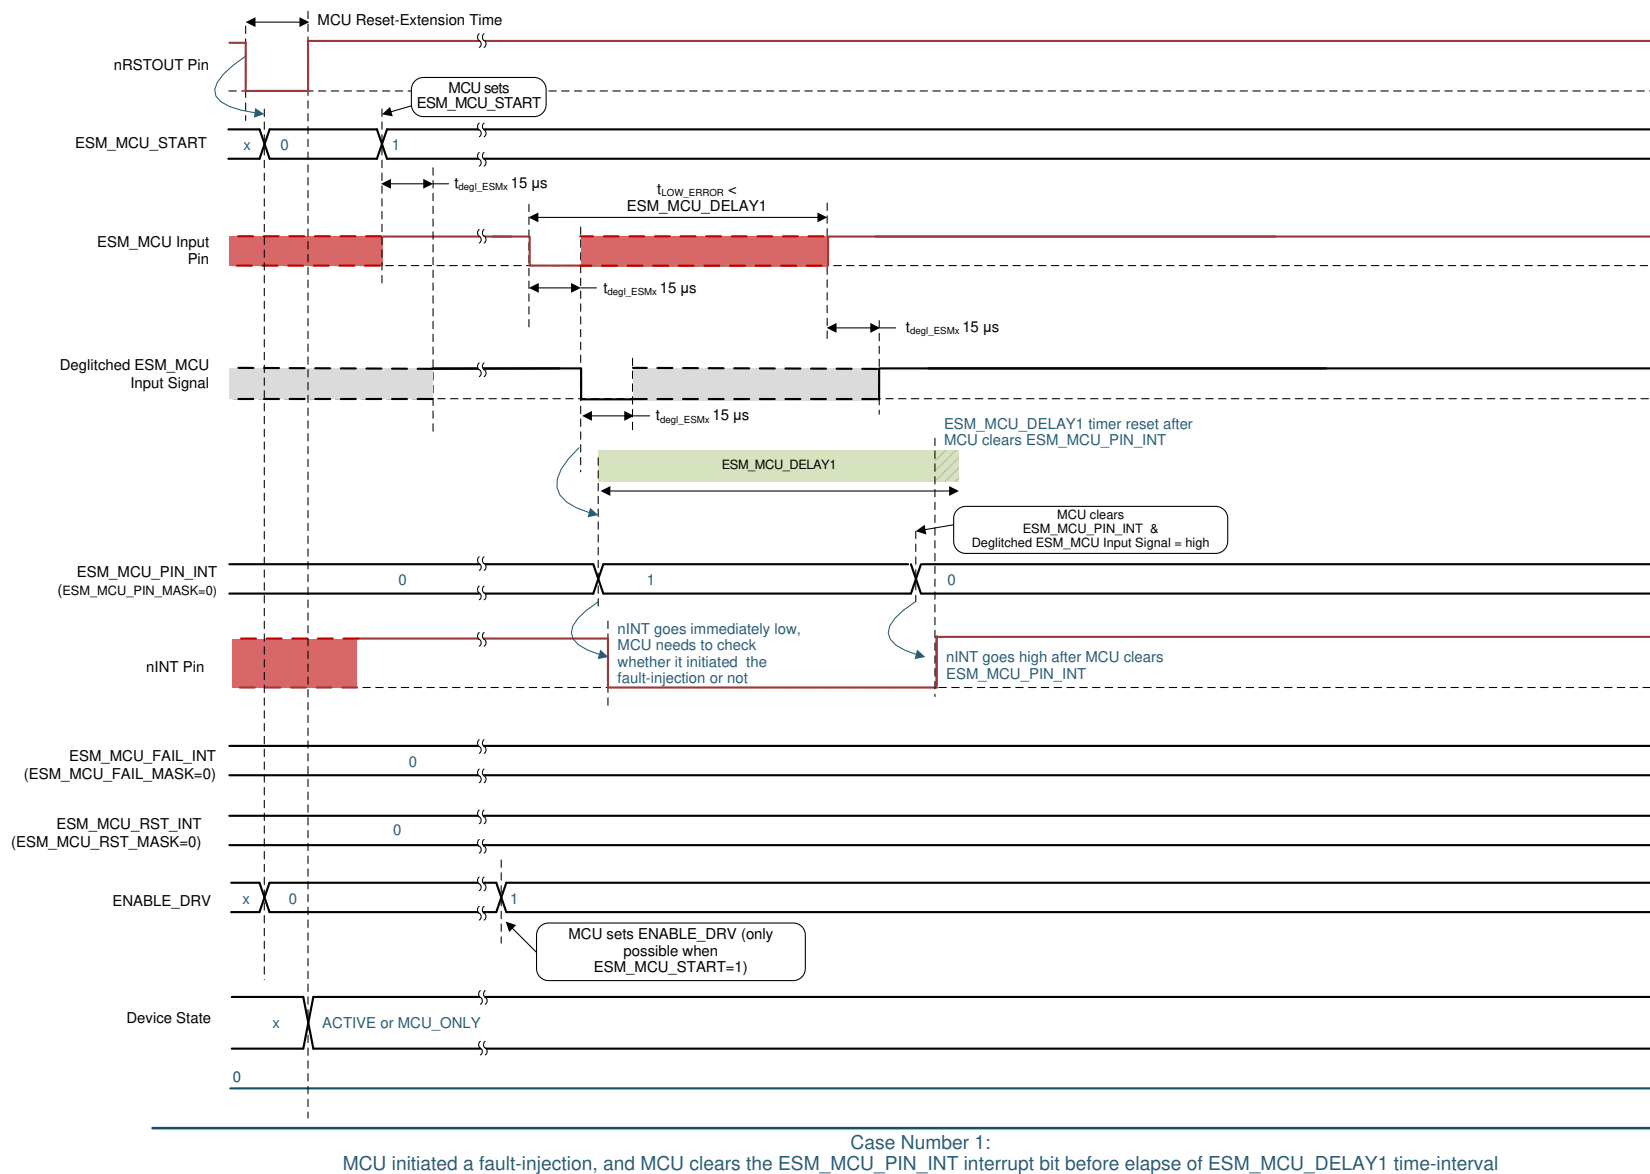 MCU Reset-Extension Time
nRSTOUT Pin
MCU sets
ESM_MCU_START
ESM_MCU_START
x
0
1
tdegl_ESMx 15 µs
tLOW_ERROR <
ESM_MCU_DELAY1
ESM_MCU Input
Pin
tdegl_ESMx 15 µs
tdegl_ESMx 15 µs
Deglitched ESM_MCU
Input Signal
tdegl_ESMx 15 µs
ESM_MCU_DELAY1 timer reset after
MCU clears ESM_MCU_PIN_INT
ESM_MCU_DELAY1
MCU clears
ESM_MCU_PIN_INT &
Deglitched ESM_MCU Input Signal = high
ESM_MCU_PIN_INT
(ESM_MCU_PIN_MASK=0)
0
1
0
nINT Pin
nINT goes immediately low,
MCU needs to check
whether it initiated the
fault-injection or not
nINT goes high after MCU clears
ESM_MCU_PIN_INT
ESM_MCU_FAIL_INT
(ESM_MCU_FAIL_MASK=0)
0
ESM_MCU_RST_INT
(ESM_MCU_RST_MASK=0)
0
ENABLE_DRV
x
0
1
MCU sets ENABLE_DRV (only
possible when
ESM_MCU_START=1)
Device State
x
ACTIVE or MCU_ONLY
0
Case Number 1:
MCU initiated a fault-injection, and MCU clears the ESM_MCU_PIN_INT interrupt bit before elapse of ESM_MCU_DELAY1 time-interval